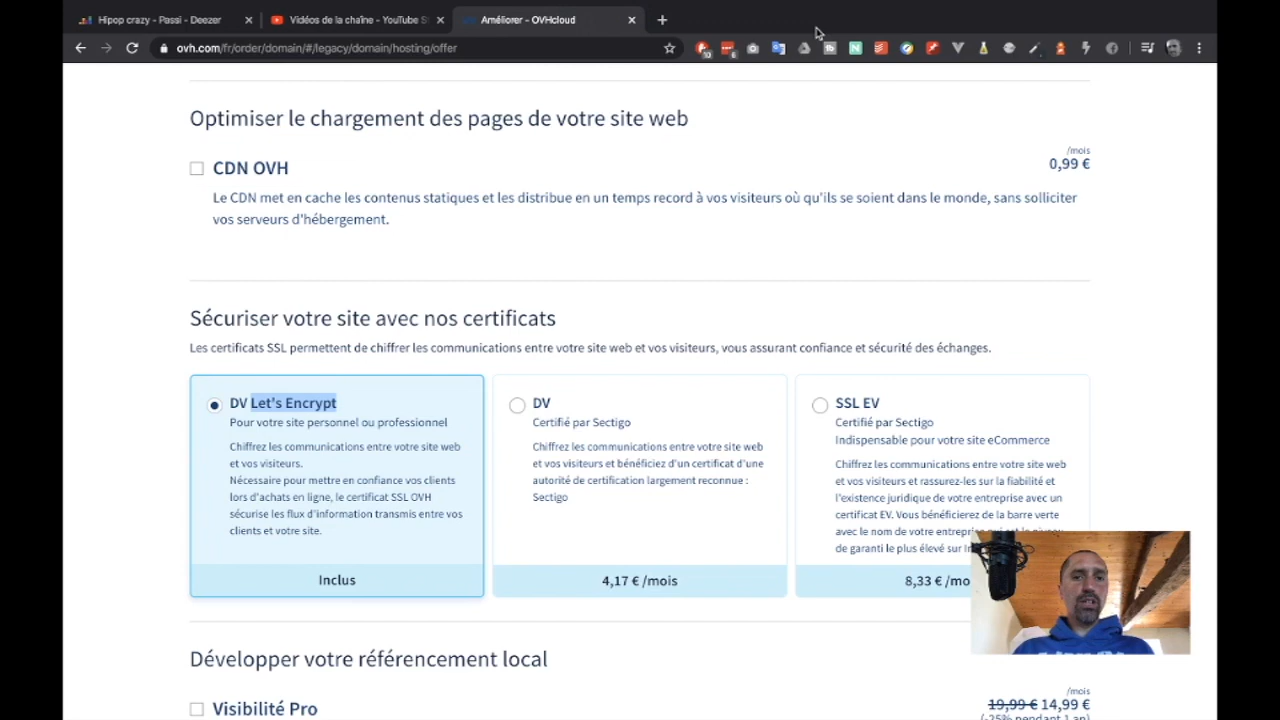 Hipop crazy - Passi - Deezer
Vidéos de la chaîne - YouTube S
Améliorer - OVHcloud
ovh.com/fr/order/domain/#/legacy/domain/hosting/offer
Optimiser le chargement des pages de votre site web
/mois
CDN OVH
0,99 €
Le CDN met en cache les contenus statiques et les distribue en un temps record à vos visiteurs où qu'ils se soient dans le monde, sans solliciter
vos serveurs d'hébergement.
Sécuriser votre site avec nos certificats
Les certificats SSL permettent de chiffrer les communications entre votre site web et vos visiteurs, vous assurant confiance et sécurité des échanges.
DV Let's Encrypt
Pour votre site personnel ou professionnel
Chiffrez les communications entre votre site web
et vos visiteurs.
Nécessaire pour mettre en confiance vos clients
lors d'achats en ligne, le certificat SSL OVH
sécurise les flux d'information transmis entre vos
clients et votre site.
Inclus
DV
Certifié par Sectigo
Chiffrez les communications entre votre site web
et vos visiteurs et bénéficiez d'un certificat d'une
autorité de certification largement reconnue :
Sectigo
4,17 €/mois
SSL EV
Certifié par Sectigo
Indispensable pour votre site eCommerce
Chiffrez les communications entre votre site web
et vos visiteurs et rassurez-les sur la fiabilité et
l'existence juridique de votre entreprise avec un
certificat EV. Vous bénéficierez de la barre verte
avec le nom de votre entreprise
de garanti le plus élevé sur
8,33 €/mo
Développer votre référencement local
/mois
Visibilité Pro
19,99 € 14,99 €
(-25% pendant 1 an)